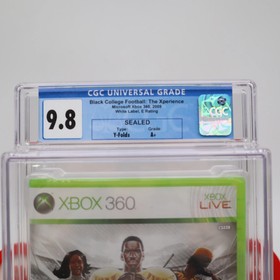 CGC UNIVERSAL GRADE
9.8
Black College Football: The Xperience
Microsoft Xbox 360, 2009
White Label, E Rating
SEALED
Type: Grade:
Y-folds A+
XBOX 360
XBOX
LIVE